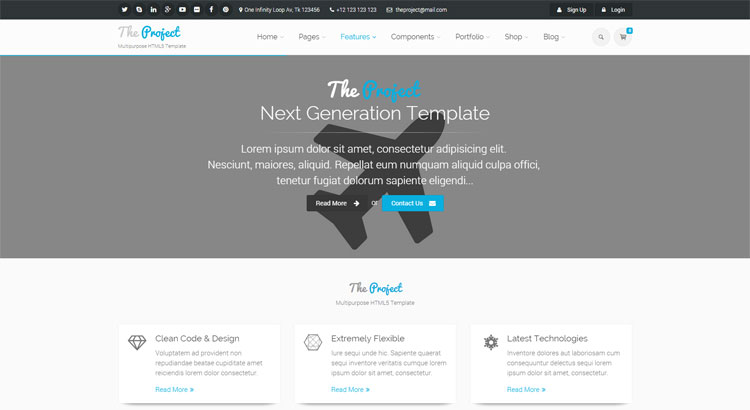 One Infinity Loop Av, Tk 123456 +12 123 123 123 theproject@mail.com Sign Up Login
The Project
Multipurpose HTML5 Template
Home Pages Features Components Portfolio Shop Blog
The Project
Next Generation Template
Lorem ipsum dolor sit amet, consectetur adipisicing elit.
Nesciunt, maiores, aliquid. Repellat eum numquam aliquid culpa offici,
tenetur fugiat dolorum sapiente eligendi...
Read More or Contact Us
The Project
Multipurpose HTML5 Template
Clean Code & Design
Voluptatem ad provident non
repudiandae beatae cupiditate amet
reiciendis lorem dolor consectetur.
Read More
Extremely Flexible
Iure sequi unde hic. Sapiente quaerat
sequi inventore veritatis cumque lorem
ipsum dolor sit amet, consectetur.
Read More
Latest Technologies
Inventore dolores aut laboriosam cum
consequuntur delectus sequi lorem
ipsum dolor sit amet, consectetur.
Read More